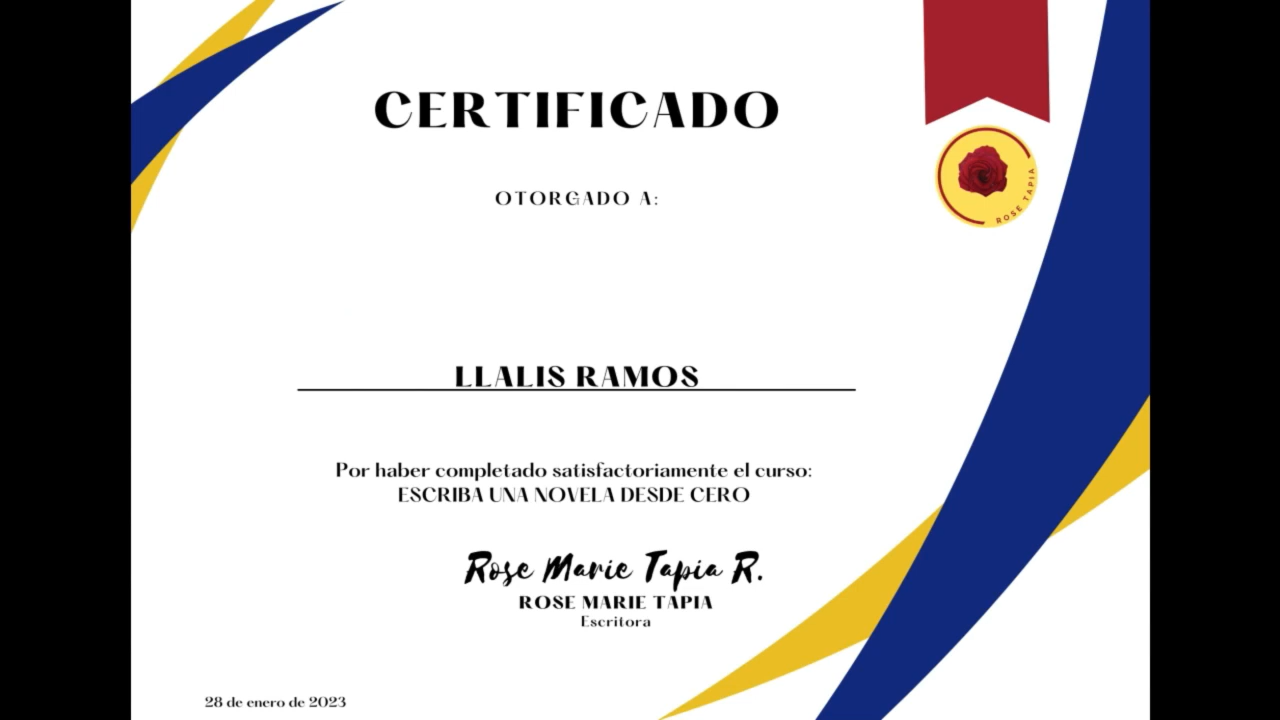 CERTIFICADO
OTORGADO A:
ROSE TAPIA
LLALIS RAMOS
Por haber completado satisfactoriamente el curso:
ESCRIBA UNA NOVELA DESDE CERO
Rose Marie Tapia R.
ROSE MARIE TAPIA
Escritora
28 de enero de 2023